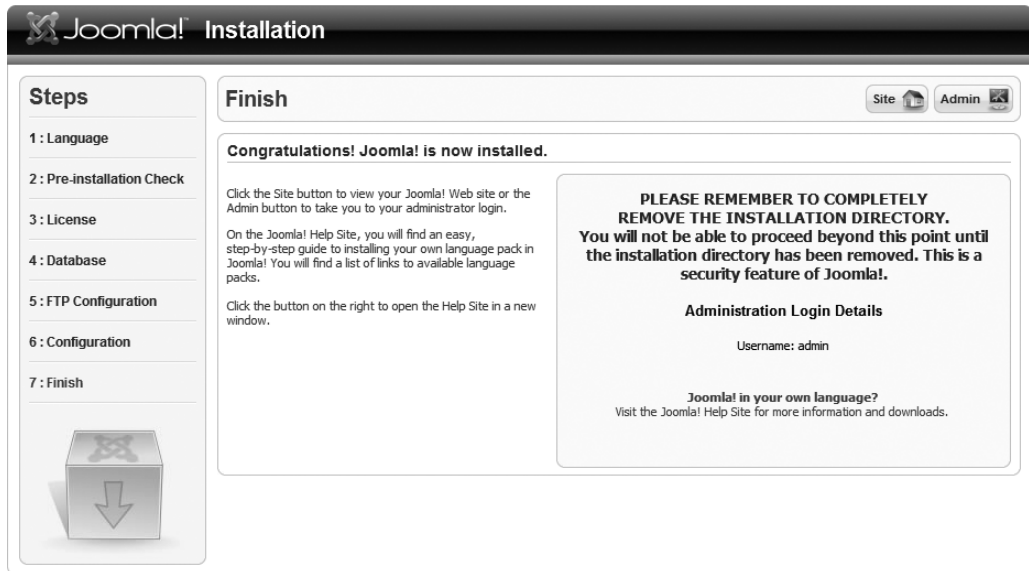 Joomla!™ Installation
Steps
1 : Language
2 : Pre-installation Check
3 : License
4 : Database
5 : FTP Configuration
6 : Configuration
7 : Finish
Finish
Site
Admin
Congratulations! Joomla! is now installed.
Click the Site button to view your Joomla! Web site or the
Admin button to take you to your administrator login.
On the Joomla! Help Site, you will find an easy,
step-by-step guide to installing your own language pack in
Joomla! You will find a list of links to available language
packs.
Click the button on the right to open the Help Site in a new
window.
PLEASE REMEMBER TO COMPLETELY
REMOVE THE INSTALLATION DIRECTORY.
You will not be able to proceed beyond this point until
the installation directory has been removed. This is a
security feature of Joomla!.
Administration Login Details
Username: admin
Joomla! in your own language?
Visit the Joomla! Help Site for more information and downloads.